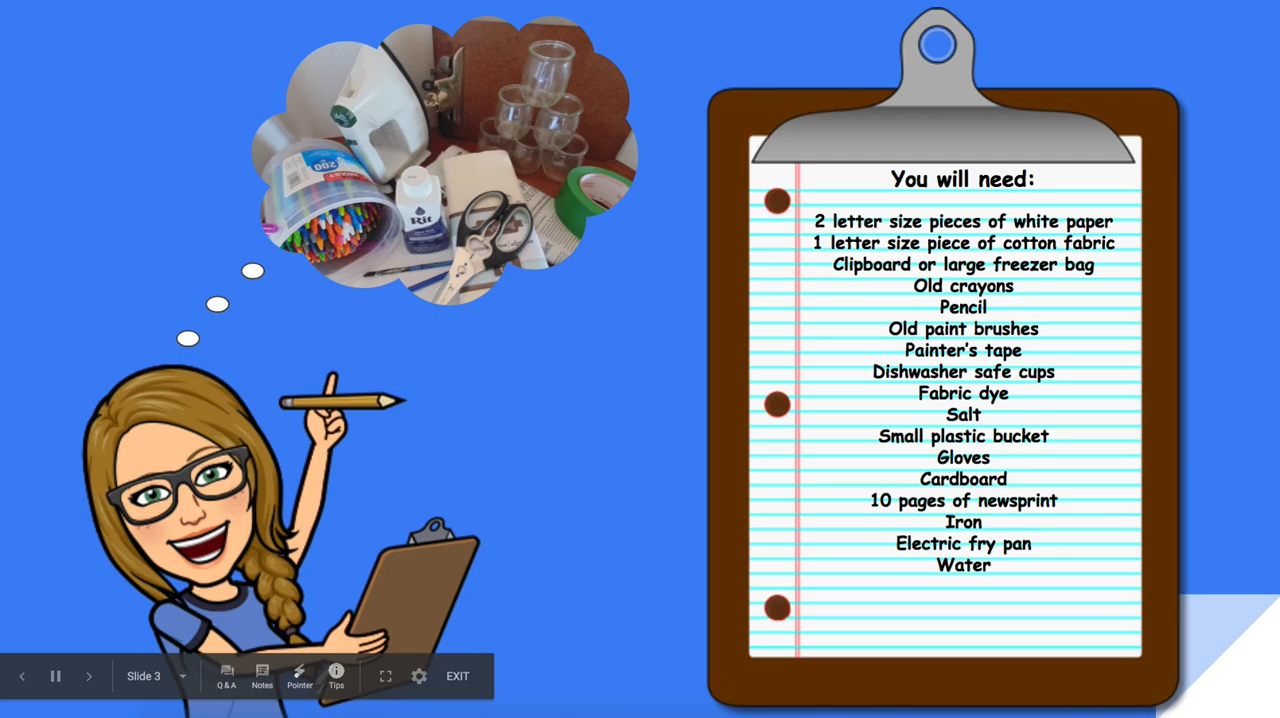 200
Rit
You will need:
2 letter size pieces of white paper
1 letter size piece of cotton fabric
Clipboard or large freezer bag
Old crayons
Pencil
Old paint brushes
Painter's tape
Dishwasher safe cups
Fabric dye
Salt
Small plastic bucket
Gloves
Cardboard
10 pages of newsprint
Iron
Electric fry pan
Water
Slide 3
Q & A
Notes
Pointer
Tips
EXIT